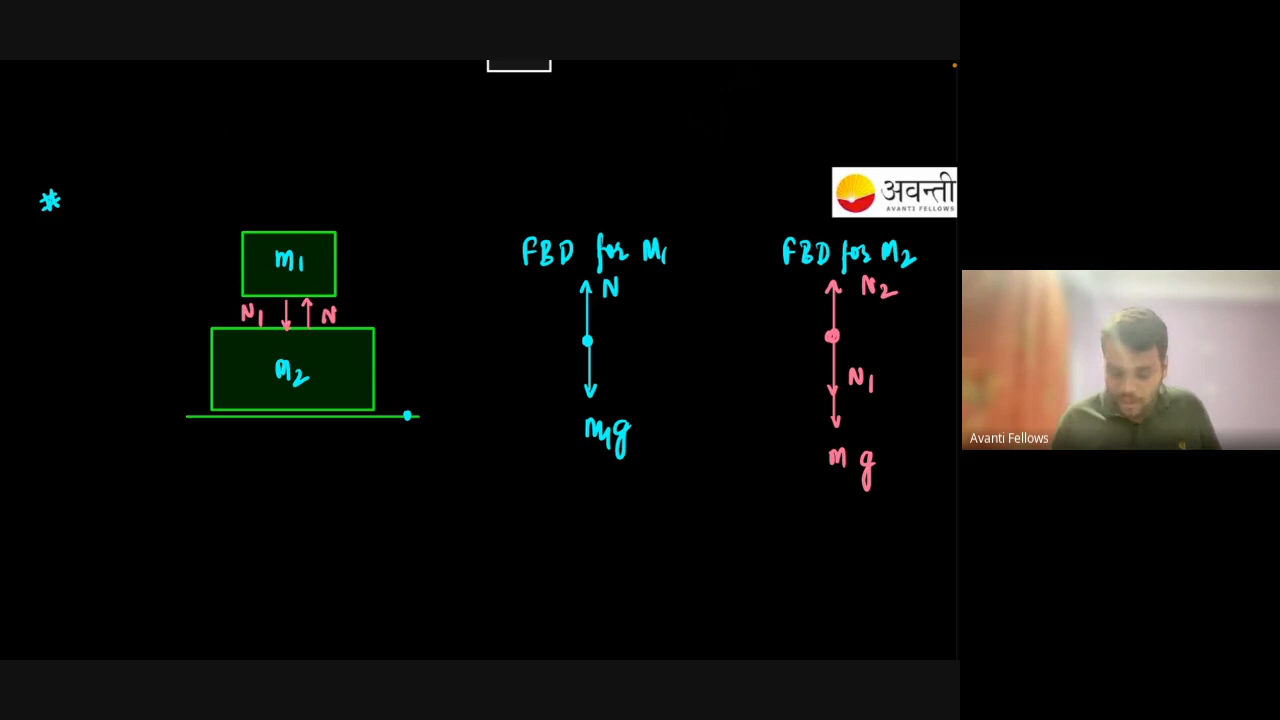 *
अवन्ती
AVANTI FELLOWS
m1
N1 N
m2
FBD for M1
N
m1g
FBD for M2
N2
N1
m g
Avanti Fellows